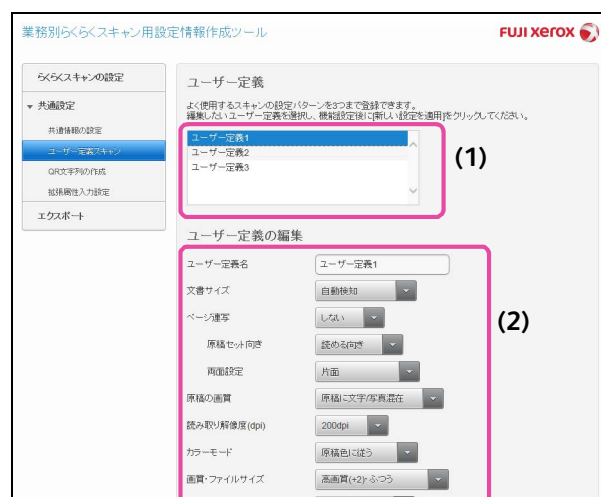 業務別らくらくスキャン用設定情報作成ツール
FUJI XEROX
らくらくスキャンの設定
共通設定
共通情報の設定
ユーザー定義スキャン
QR文字列の作成
拡張属性入力設定
エクスポート
ユーザー定義
よく使用するスキャンの設定パターンを3つまで登録できます。
編集したいユーザー定義を選択し、機能設定後に[新しい設定を適用]をクリックしてください。
ユーザー定義1
ユーザー定義2
ユーザー定義3
(1)
ユーザー定義の編集
ユーザー定義名 ユーザー定義1
文書サイズ 自動検知
ページ連写 しない
(2)
原稿セット向き 読める向き
両面設定 片面
原稿の画質 原稿に文字/写真混在
読み取り解像度(dpi) 200dpi
カラーモード 原稿色に従う
画質・ファイルサイズ 高画質(+2)・ふつう